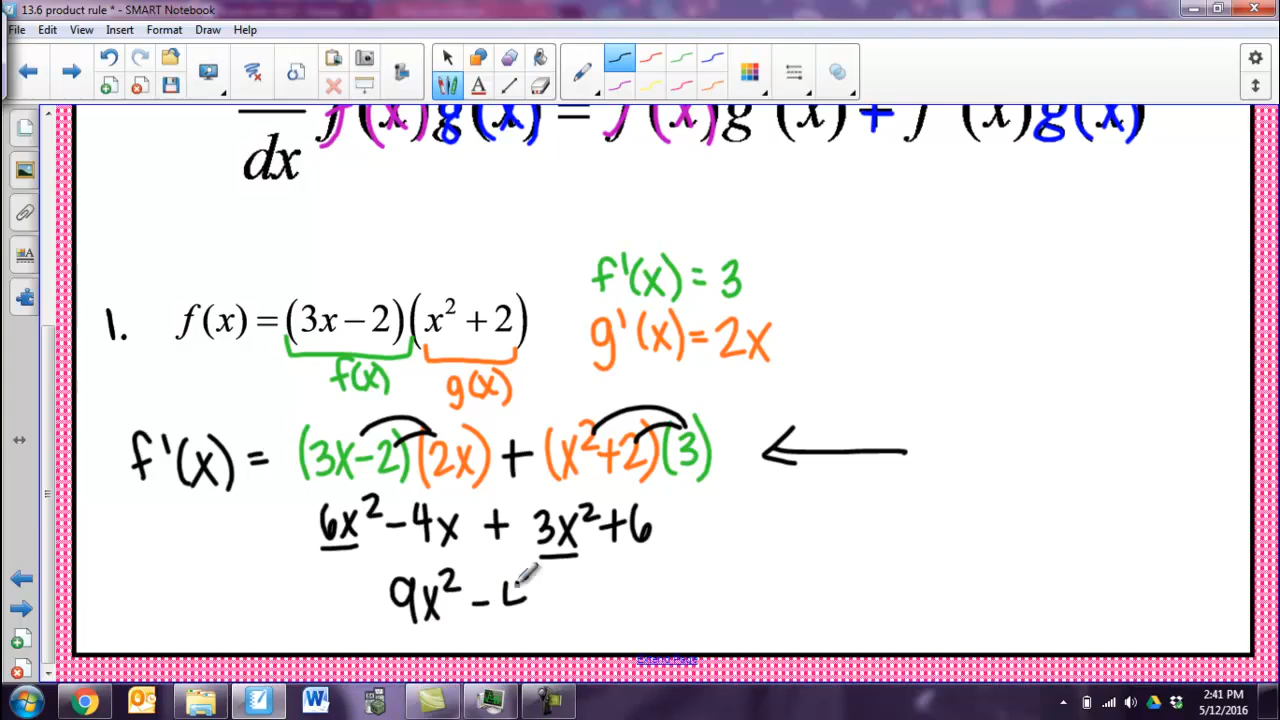 13.6 product rule * - SMART Notebook
File Edit View Insert Format Draw Help
d/dx f(x)g(x) = f(x)g'(x) + f'(x)g(x)
f'(x) = 3
1. f(x) = (3x − 2)(x² + 2)
g'(x) = 2x
f(x) g(x)
f'(x) = (3x-2)(2x) + (x²+2)(3)
6x² - 4x + 3x² + 6
9x² -
Extend Page
2:41 PM
5/12/2016